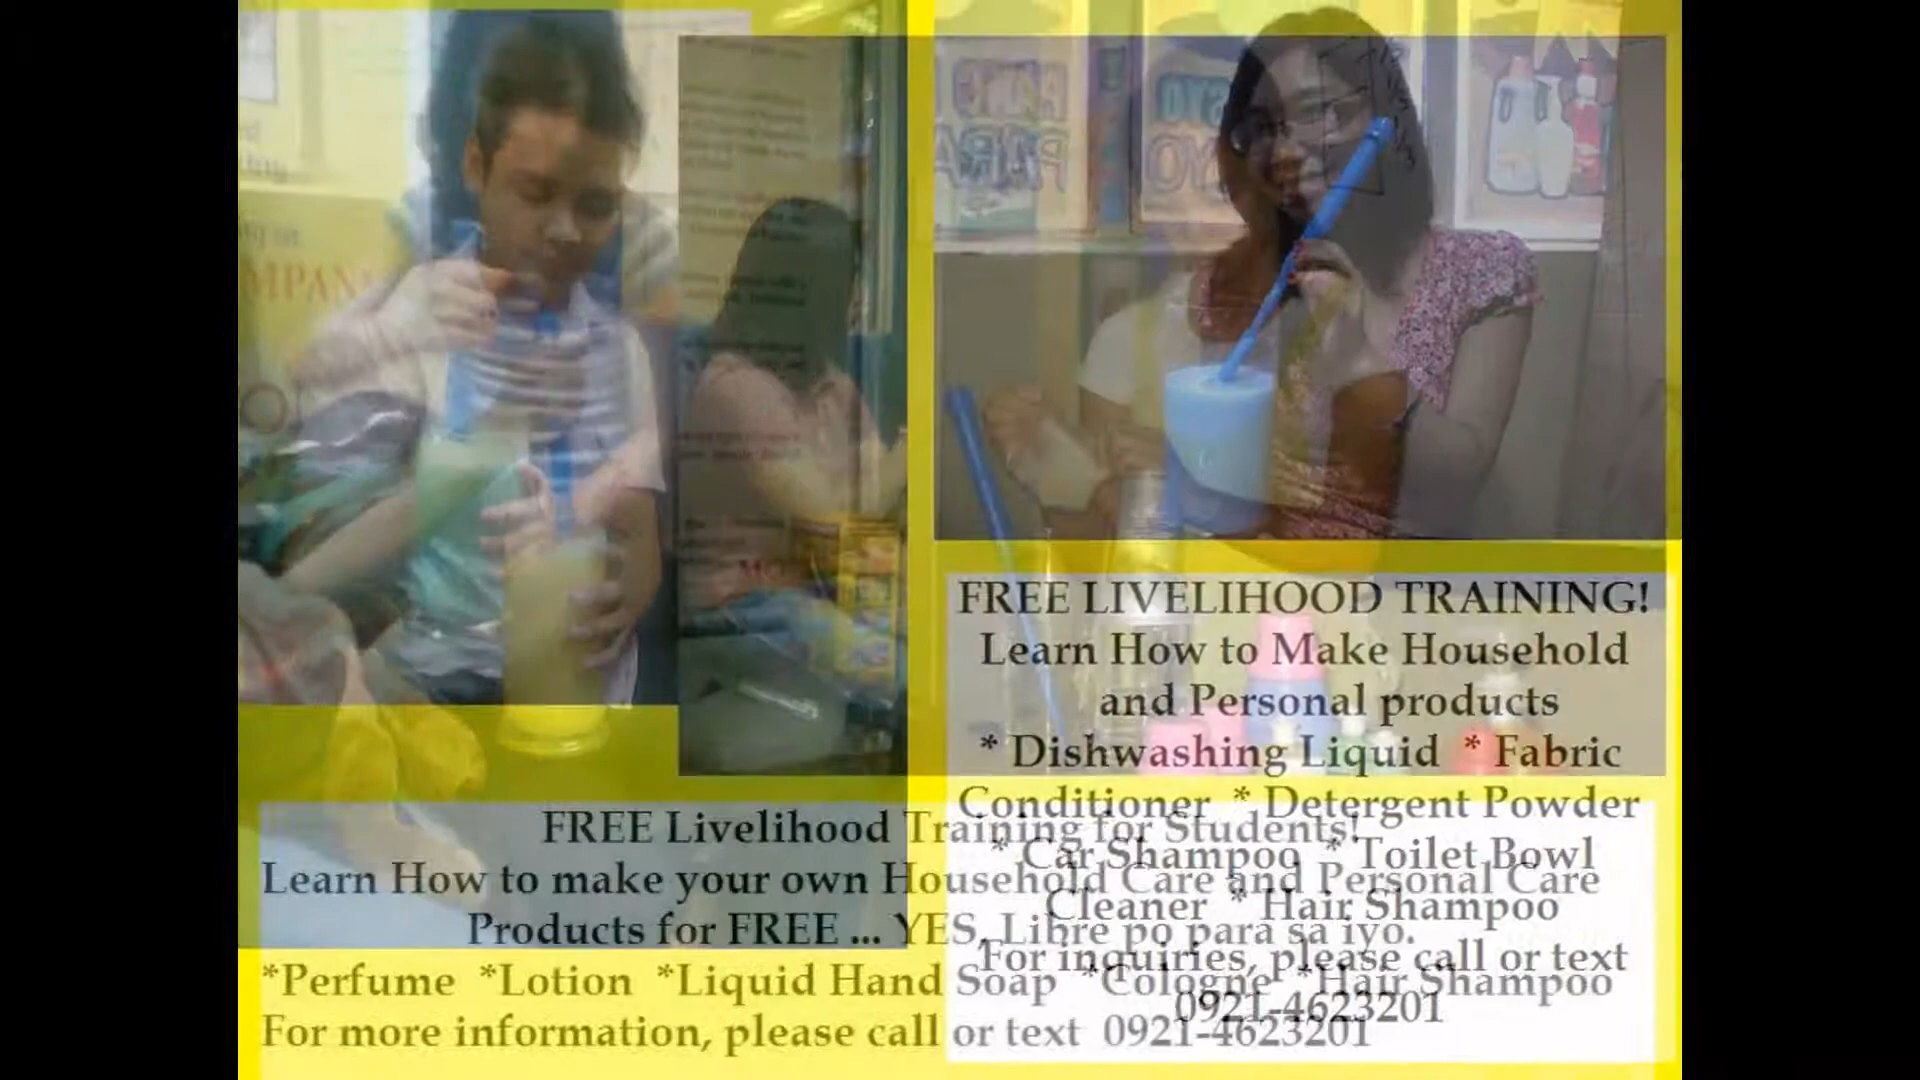 FREE LIVELIHOOD TRAINING!
Learn How to Make Household
and Personal products
* Dishwashing Liquid * Fabric
Conditioner * Detergent Powder
* Car Shampoo * Toilet Bowl
Cleaner * Hair Shampoo
For inquiries, please call or text
0921-4623201
FREE Livelihood Training for Students!
Learn How to make your own Household Care and Personal Care
Products for FREE ... YES, Libre po para sa iyo.
*Perfume *Lotion *Liquid Hand Soap *Cologne *Hair Shampoo
For more information, please call or text 0921-4623201